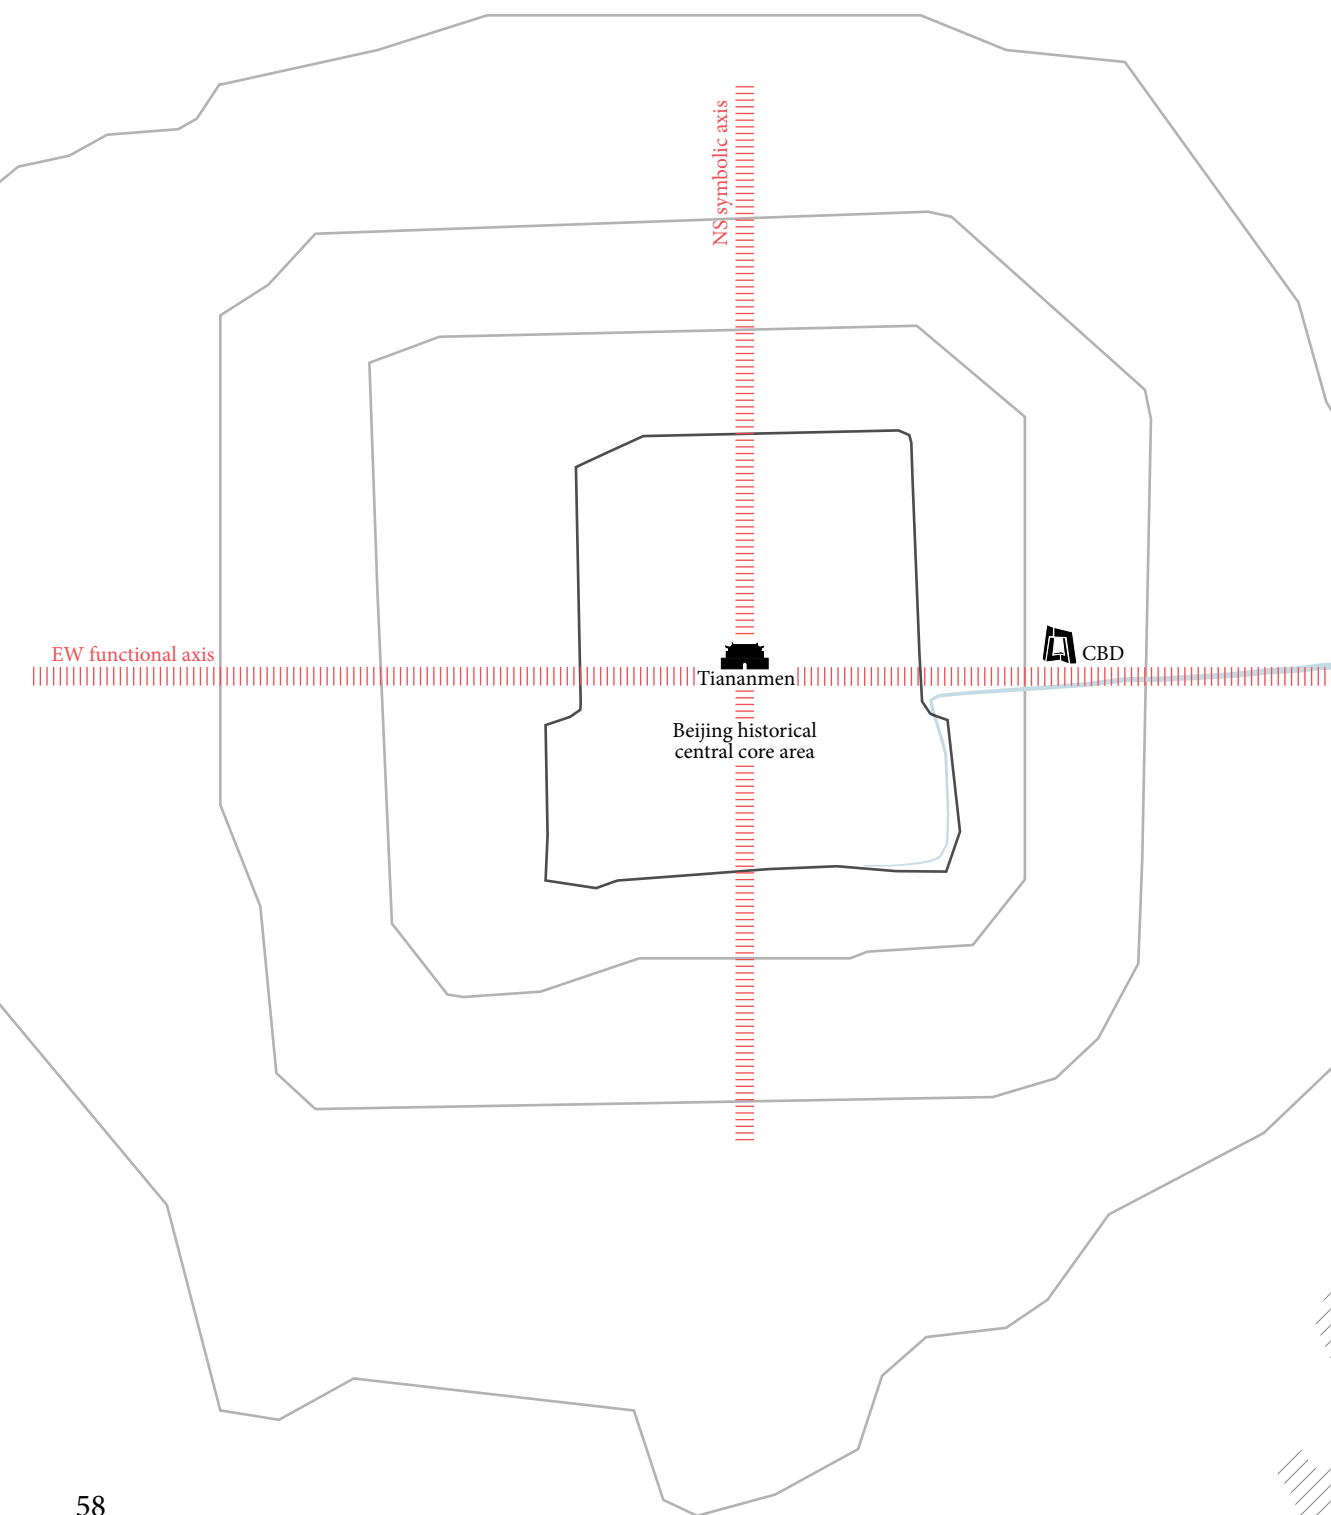 NS symbolic axis
EW functional axis
CBD
Tiananmen
Beijing historical
central core area
58